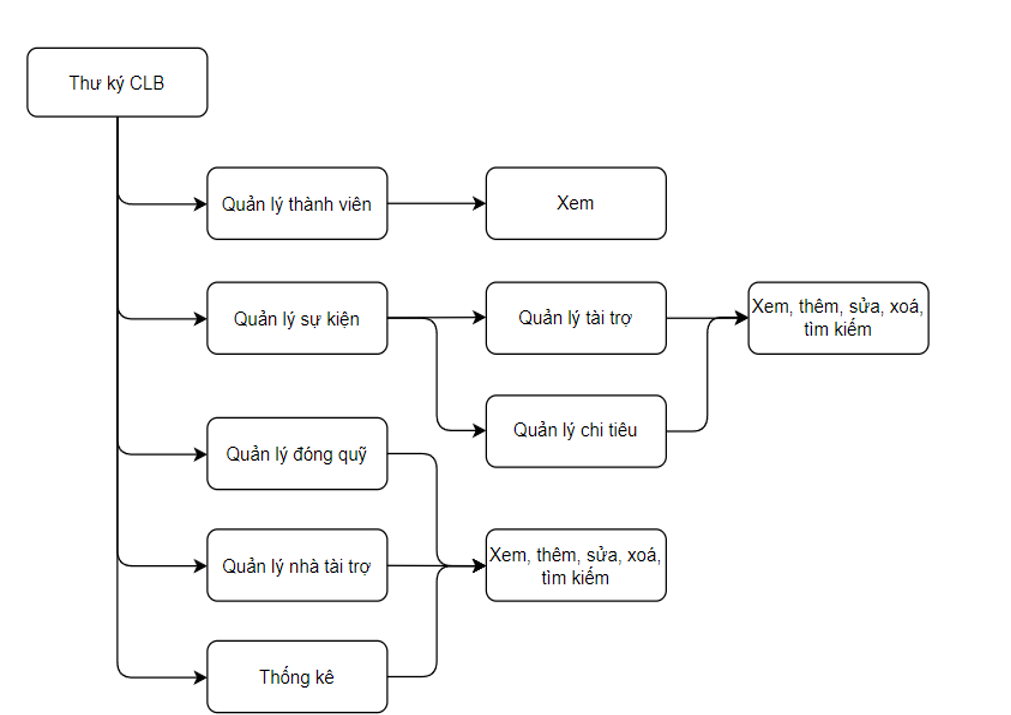 Thư ký CLB
Quản lý thành viên
Xem
Quản lý sự kiện
Quản lý tài trợ
Xem, thêm, sửa, xoá,
tìm kiếm
Quản lý chi tiêu
Quản lý đóng quỹ
Quản lý nhà tài trợ
Xem, thêm, sửa, xoá,
tìm kiếm
Thống kê